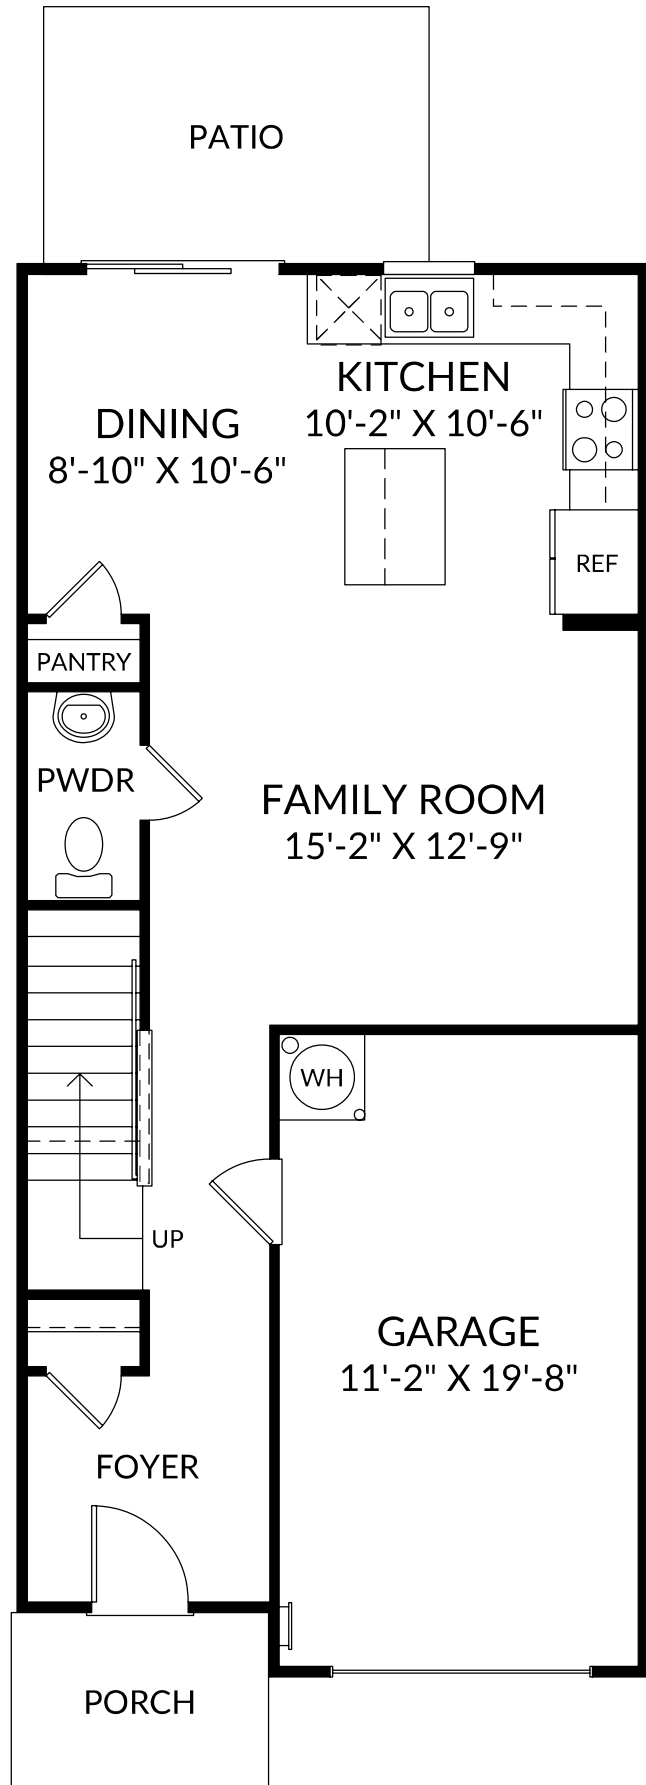 PATIO
KITCHEN
10'-2" X 10'-6"
DINING
8'-10" X 10'-6"
REF
PANTRY
PWDR
FAMILY ROOM
15'-2" X 12'-9"
WH
UP
GARAGE
11'-2" X 19'-8"
FOYER
PORCH